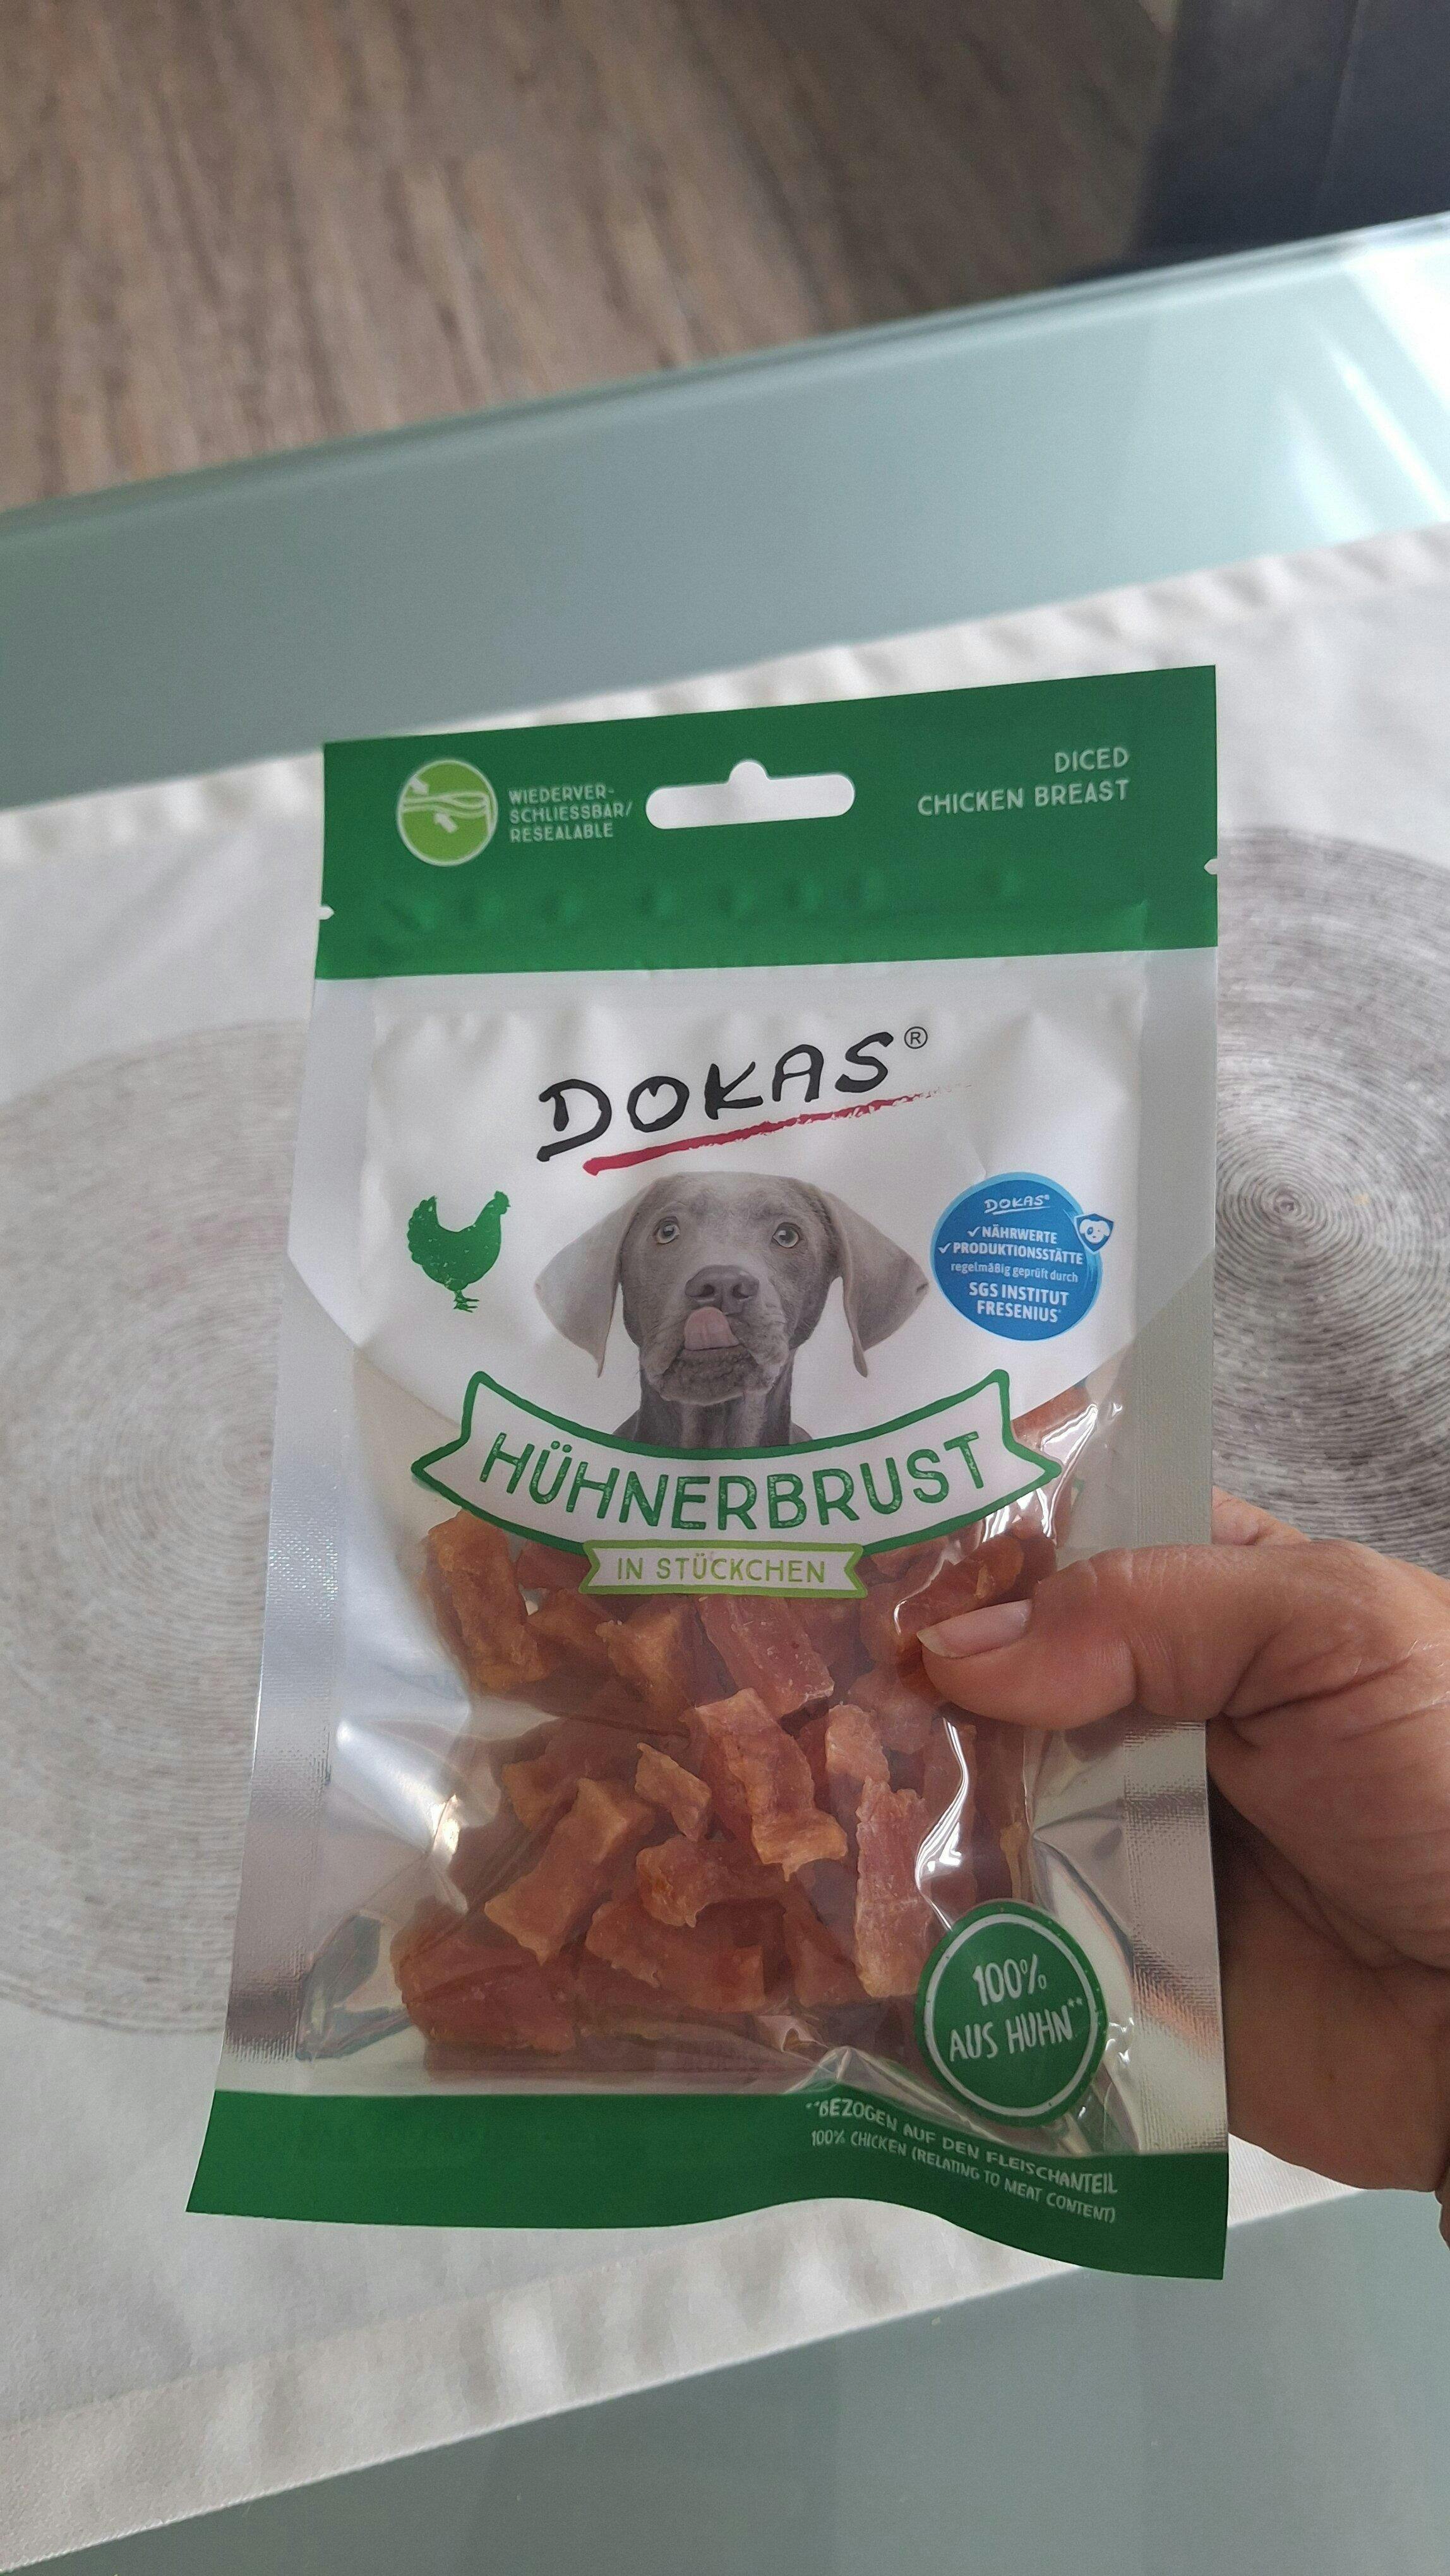 WIEDERVER-
SCHLIESSBAR/
RESEALABLE
DICED
CHICKEN BREAST
DOKAS®
DOKAS®
✓ NÄHRWERTE
✓ PRODUKTIONSSTÄTTE
regelmäßig geprüft durch
SGS INSTITUT
FRESENIUS
HÜHNERBRUST
IN STÜCKCHEN
100%
AUS HUHN**
**BEZOGEN AUF DEN FLEISCHANTEIL
100% CHICKEN (RELATING TO MEAT CONTENT)